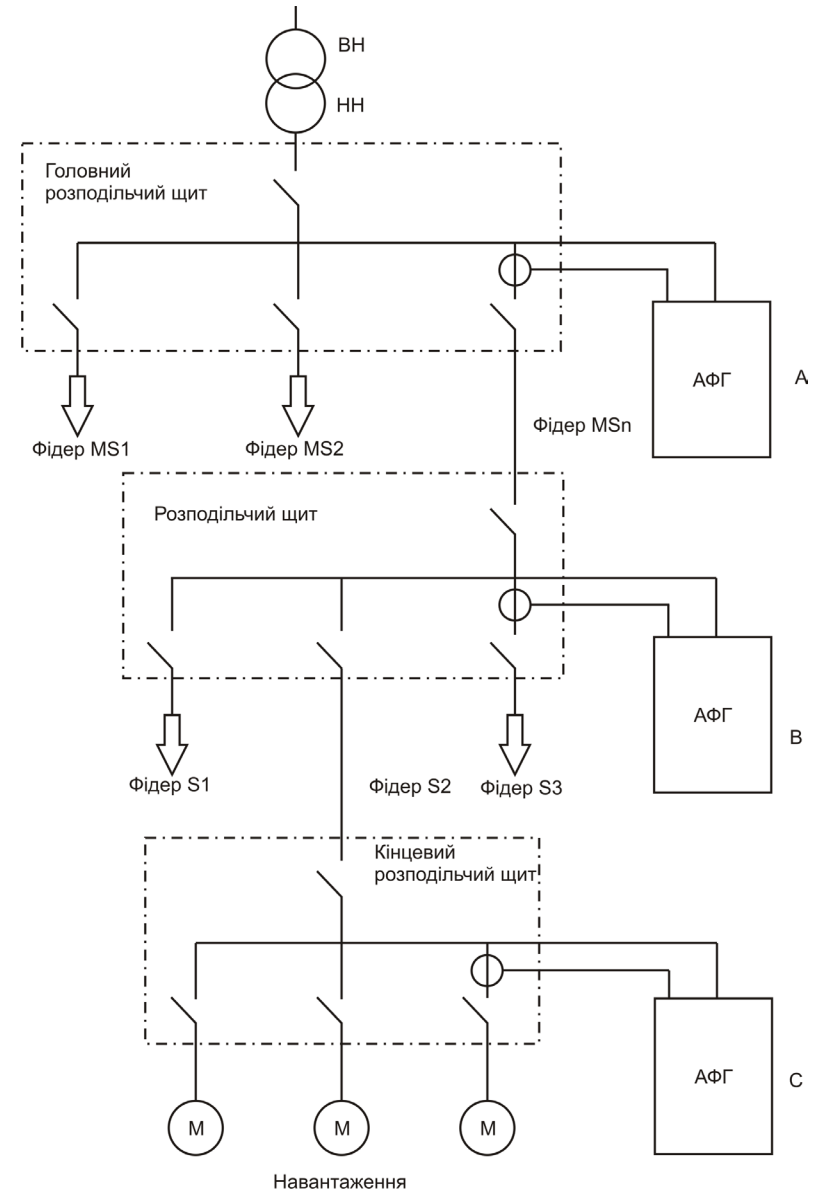 ВН
НН
Головний
розподільчий щит
АФГ
А
Фідер MS1
Фідер MS2
Фідер MSn
Розподільчий щит
АФГ
В
Фідер S1
Фідер S2
Фідер S3
Кінцевий
розподільчий щит
АФГ
С
М
М
М
Навантаження